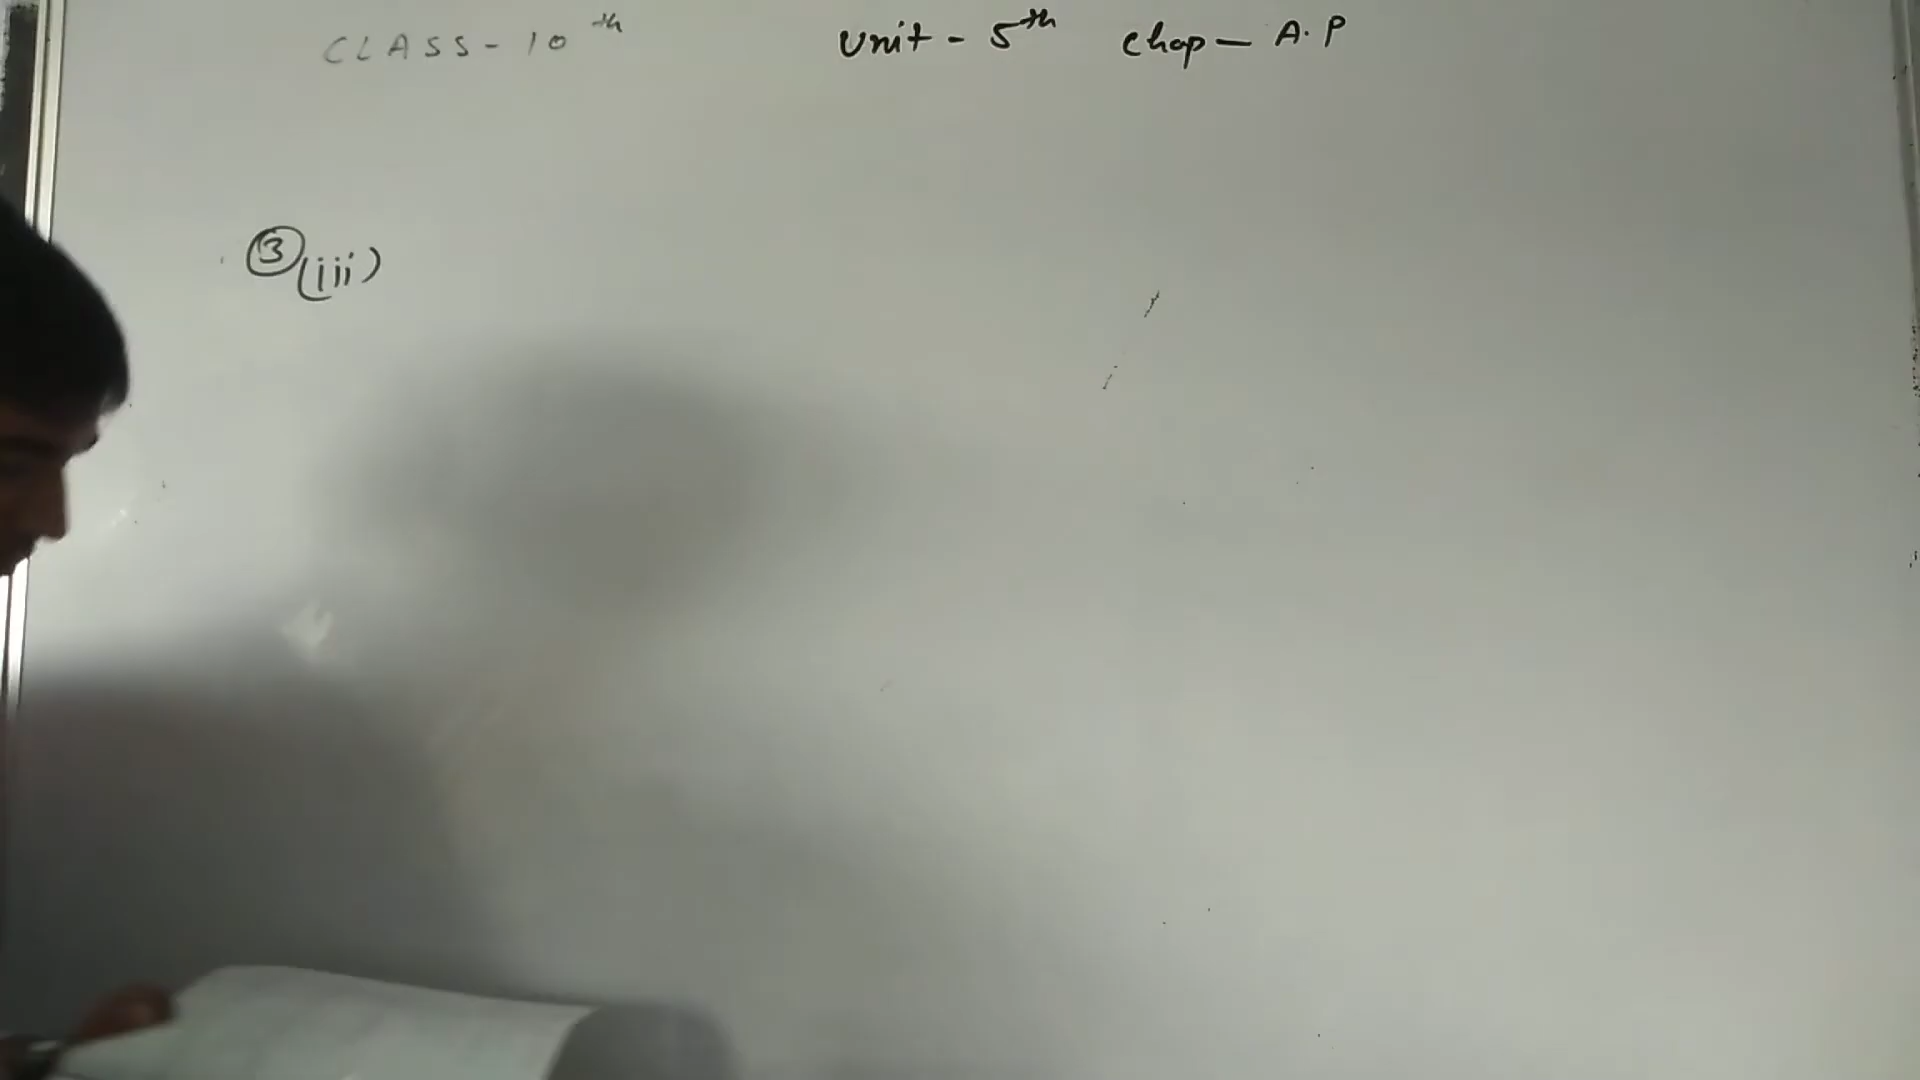 CLASS - 10th Unit - 5th Chap - A.P
③ (iii)